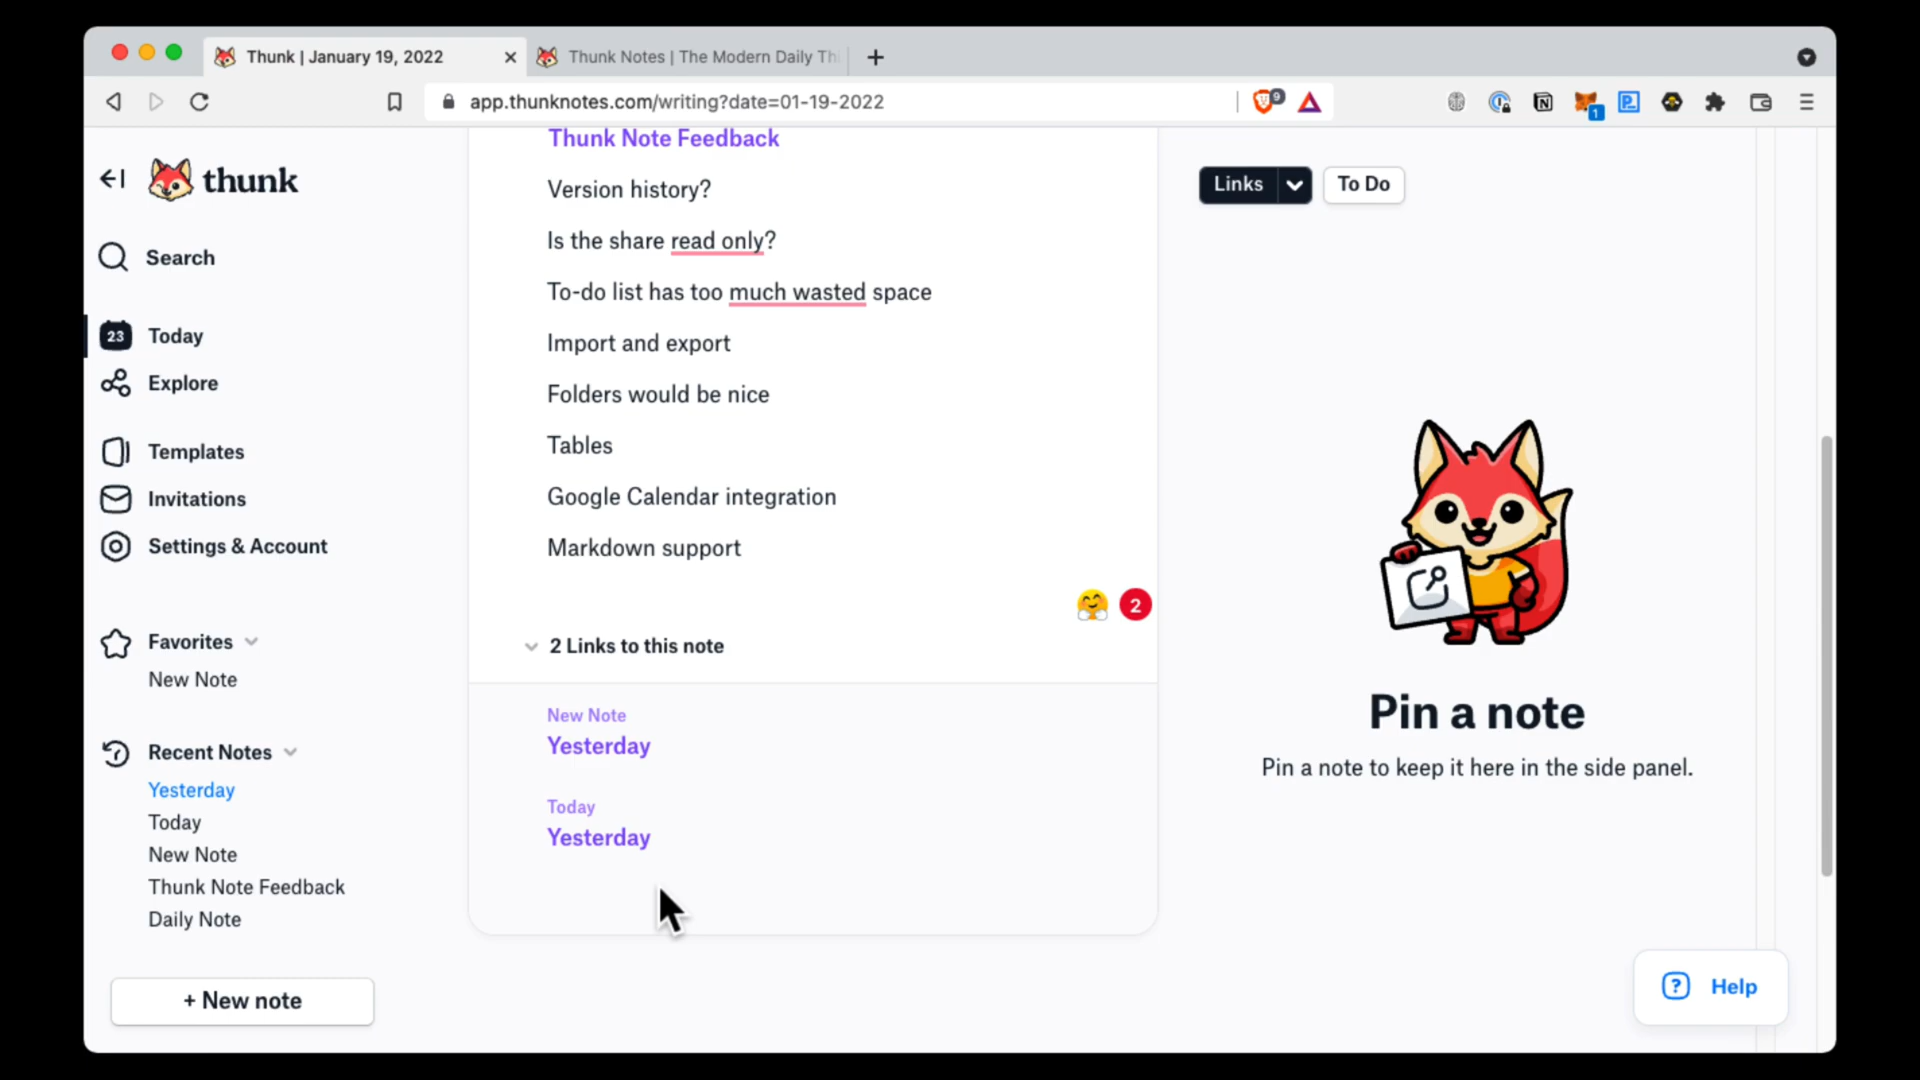 Thunk | January 19, 2022
Thunk Notes | The Modern Daily Thi
app.thunknotes.com/writing?date=01-19-2022
9
1
thunk
Search
23
Today
Explore
Templates
Invitations
Settings & Account
Favorites
New Note
Recent Notes
Yesterday
Today
New Note
Thunk Note Feedback
Daily Note
+ New note
Thunk Note Feedback
Version history?
Is the share read only?
To-do list has too much wasted space
Import and export
Folders would be nice
Tables
Google Calendar integration
Markdown support
2
2 Links to this note
New Note
Yesterday
Today
Yesterday
Links
To Do
Pin a note
Pin a note to keep it here in the side panel.
? Help